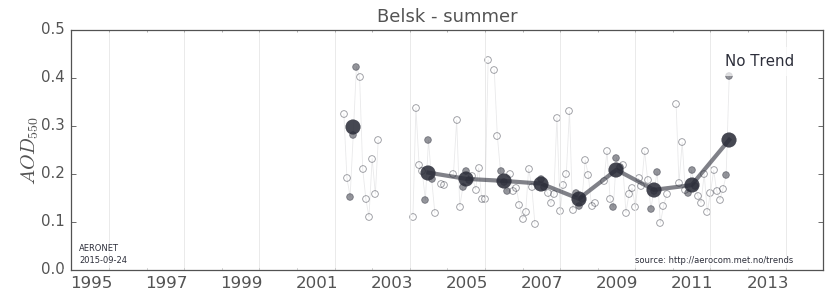 Belsk - summer
0.5
0.4
0.3
0.2
0.1
0.0
AOD550
No Trend
AERONET
2015-09-24
source: http://aerocom.met.no/trends
1995 1997 1999 2001 2003 2005 2007 2009 2011 2013